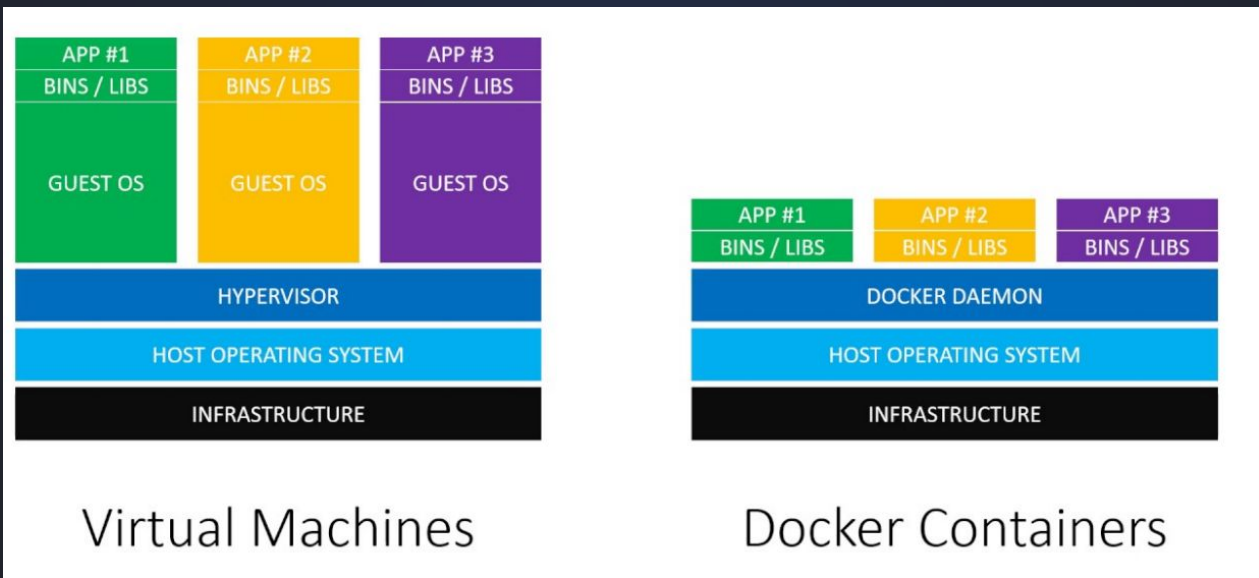 APP #1
BINS / LIBS
GUEST OS
APP #2
BINS / LIBS
GUEST OS
APP #3
BINS / LIBS
GUEST OS
HYPERVISOR
HOST OPERATING SYSTEM
INFRASTRUCTURE
Virtual Machines
APP #1
BINS / LIBS
APP #2
BINS / LIBS
APP #3
BINS / LIBS
DOCKER DAEMON
HOST OPERATING SYSTEM
INFRASTRUCTURE
Docker Containers